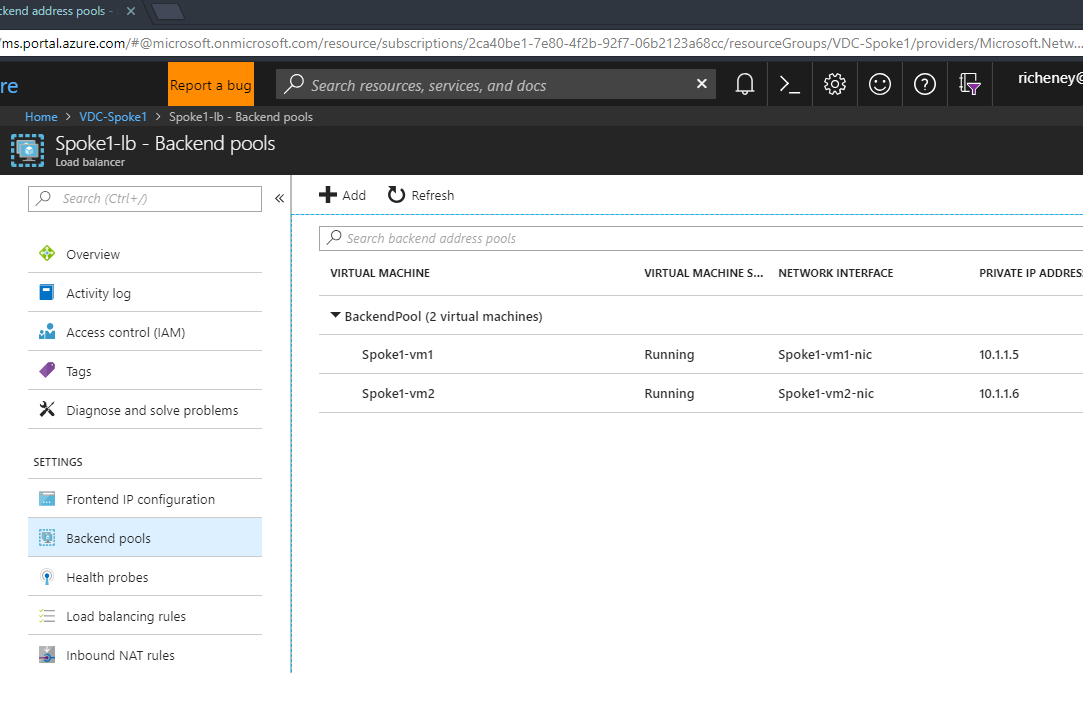 ckend address pools -
/ms.portal.azure.com/#@microsoft.onmicrosoft.com/resource/subscriptions/2ca40be1-7e80-4f2b-92f7-06b2123a68cc/resourceGroups/VDC-Spoke1/providers/Microsoft.Netw...
re Report a bug Search resources, services, and docs richeney@
Home > VDC-Spoke1 > Spoke1-lb - Backend pools
Spoke1-lb - Backend pools
Load balancer
Search (Ctrl+/)
Overview
Activity log
Access control (IAM)
Tags
Diagnose and solve problems
SETTINGS
Frontend IP configuration
Backend pools
Health probes
Load balancing rules
Inbound NAT rules
Add Refresh
Search backend address pools
VIRTUAL MACHINE VIRTUAL MACHINE S... NETWORK INTERFACE PRIVATE IP ADDRES
BackendPool (2 virtual machines)
Spoke1-vm1 Running Spoke1-vm1-nic 10.1.1.5
Spoke1-vm2 Running Spoke1-vm2-nic 10.1.1.6